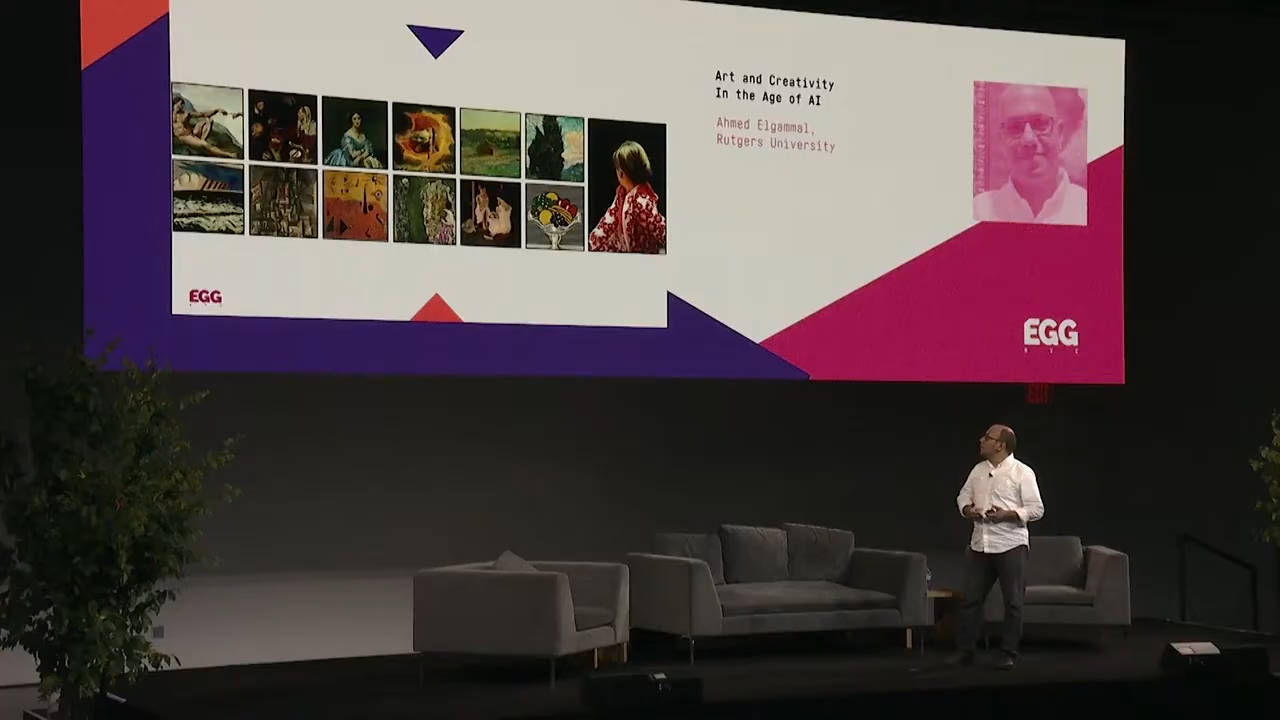 Art and Creativity
In the Age of AI
Ahmed Elgammal,
Rutgers University
EGG
EGG
N Y C